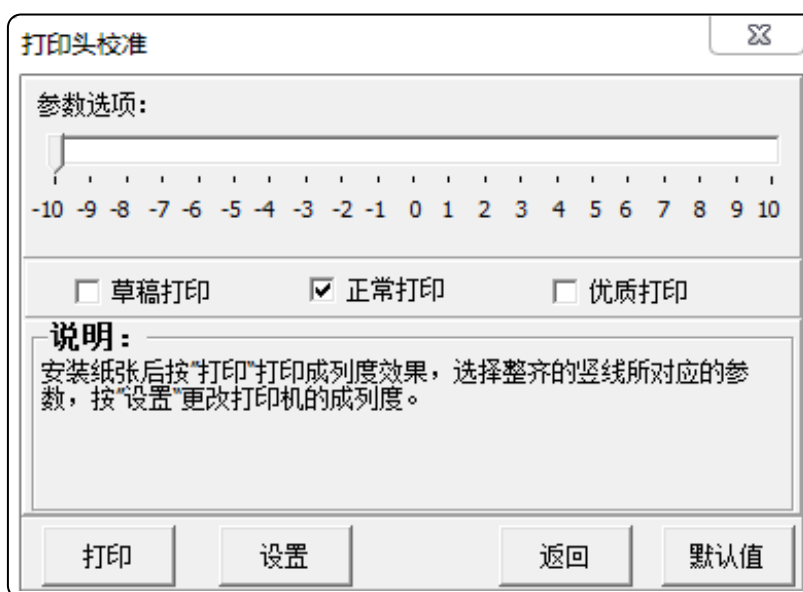 打印头校准
参数选项：
-10 -9 -8 -7 -6 -5 -4 -3 -2 -1 0 1 2 3 4 5 6 7 8 9 10
草稿打印 正常打印 优质打印
说明：
安装纸张后按"打印"打印成列度效果，选择整齐的竖线所对应的参
数，按"设置"更改打印机的成列度。
打印 设置 返回 默认值